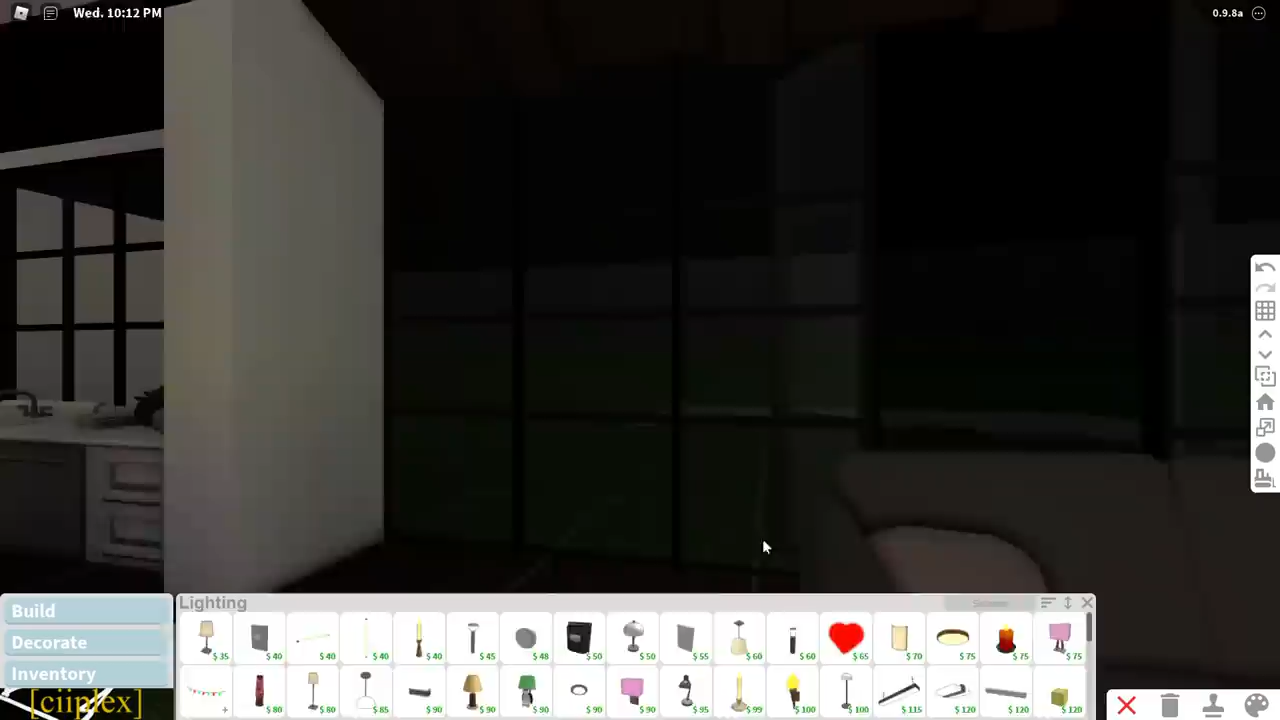 Wed. 10:12 PM
0.9.8a
Build
Decorate
Inventory
Lighting
$ 35 $ 40 $ 40 $ 40 $ 40 $ 45 $ 48 $ 50 $ 50 $ 55 $ 60 $ 60 $ 65 $ 70 $ 75 $ 75 $ 75
+ $ 80 $ 80 $ 85 $ 90 $ 90 $ 90 $ 90 $ 90 $ 95 $ 99 $ 100 $ 100 $ 115 $ 120 $ 120 $ 120
[ciiplex]